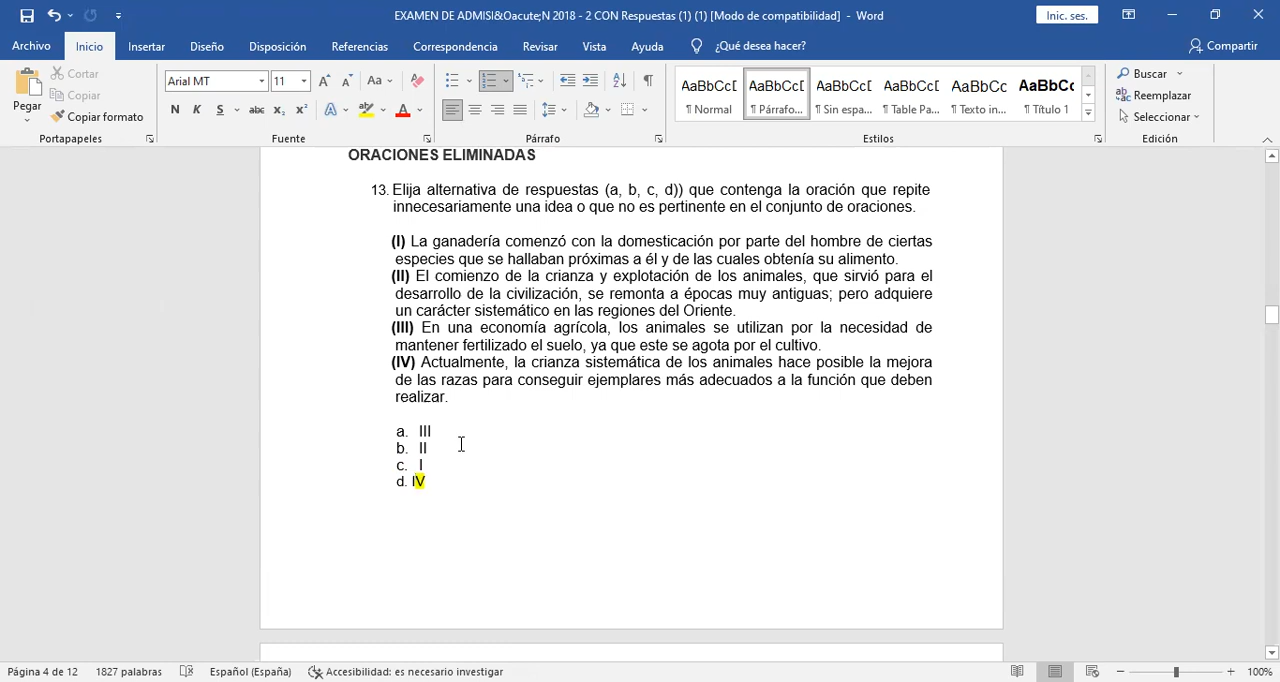 EXAMEN DE ADMISI&Oacute;N 2018 - 2 CON Respuestas (1) (1) [Modo de compatibilidad] - Word
Inic. ses.
Archivo Inicio Insertar Diseño Disposición Referencias Correspondencia Revisar Vista Ayuda ¿Qué desea hacer? Compartir
Pegar
Cortar
Copiar
Copiar formato
Portapapeles
Arial MT 11 Aa
N K S abc x₂ x² A A
Fuente
Párrafo
AaBbCcD AaBbCcD AaBbCcDd AaBbCcDd AaBbCc AaBbCc
¶ Normal ¶ Párrafo... ¶ Sin espa... ¶ Table Pa... ¶ Texto in... ¶ Título 1
Estilos
Buscar
Reemplazar
Seleccionar
Edición
ORACIONES ELIMINADAS
13. Elija alternativa de respuestas (a, b, c, d)) que contenga la oración que repite
innecesariamente una idea o que no es pertinente en el conjunto de oraciones.
(I) La ganadería comenzó con la domesticación por parte del hombre de ciertas
especies que se hallaban próximas a él y de las cuales obtenía su alimento.
(II) El comienzo de la crianza y explotación de los animales, que sirvió para el
desarrollo de la civilización, se remonta a épocas muy antiguas; pero adquiere
un carácter sistemático en las regiones del Oriente.
(III) En una economía agrícola, los animales se utilizan por la necesidad de
mantener fertilizado el suelo, ya que este se agota por el cultivo.
(IV) Actualmente, la crianza sistemática de los animales hace posible la mejora
de las razas para conseguir ejemplares más adecuados a la función que deben
realizar.
a. III
b. II
c. I
d. IV
Página 4 de 12 1827 palabras Español (España) Accesibilidad: es necesario investigar 100%